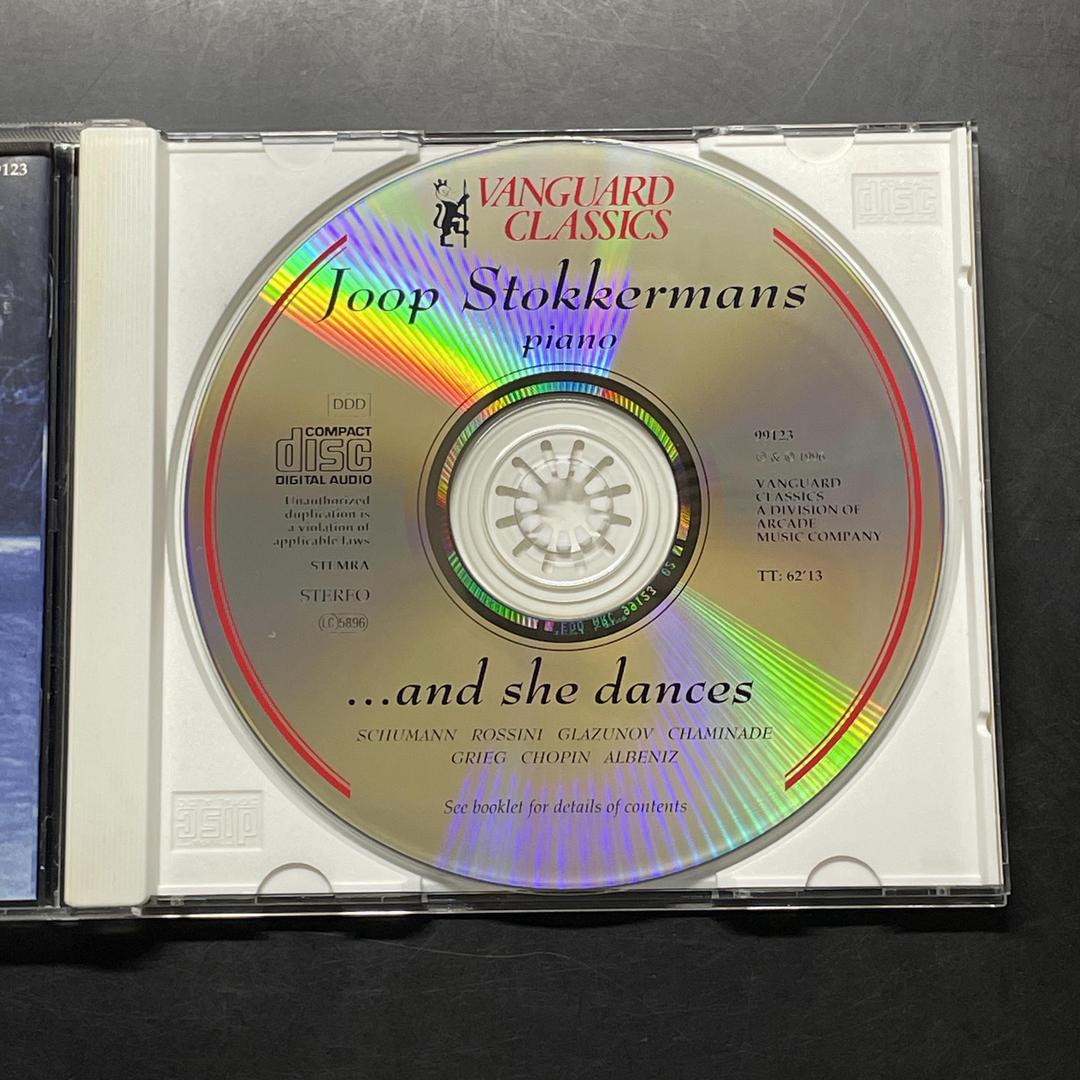 9123
VANGUARD
CLASSICS
Joop Stokkermans
piano
DDD
COMPACT
disc
DIGITAL AUDIO
Unauthorized
duplication is
a violation of
applicable laws
STEMRA
STEREO
LC 5896
99123
℗ & © 1996
VANGUARD
CLASSICS
A DIVISION OF
ARCADE
MUSIC COMPANY
TT: 62'13
...and she dances
SCHUMANN ROSSINI GLAZUNOV CHAMINADE
GRIEG CHOPIN ALBENIZ
See booklet for details of contents
disc
disc